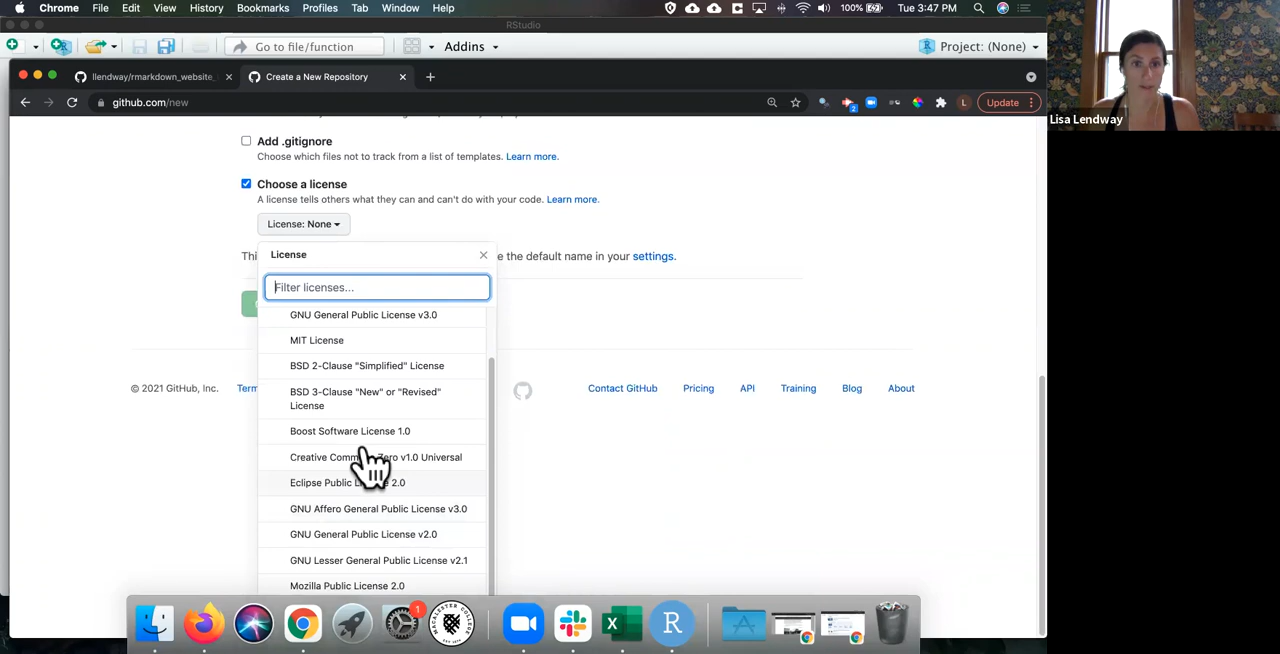 Chrome File Edit View History Bookmarks Profiles Tab Window Help 100% Tue 3:47 PM
RStudio
Go to file/function Addins Project: (None)
llendway/rmarkdown_website_ Create a New Repository
github.com/new L Update
2
Lisa Lendway
Add .gitignore
Choose which files not to track from a list of templates. Learn more.
Choose a license
A license tells others what they can and can't do with your code. Learn more.
License: None
License
e the default name in your settings.
Filter licenses...
GNU General Public License v3.0
MIT License
BSD 2-Clause "Simplified" License
BSD 3-Clause "New" or "Revised"
License
© 2021 GitHub, Inc. Contact GitHub Pricing API Training Blog About
Boost Software License 1.0
Zero v1.0 Universal
Eclipse 2.0
GNU Affero General Public License v3.0
GNU General Public License v2.0
GNU Lesser General Public License v2.1
Mozilla Public License 2.0
1
X R